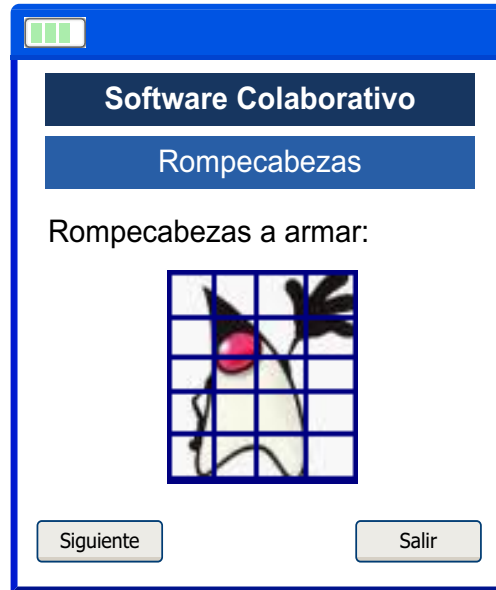 Software Colaborativo
Rompecabezas
Rompecabezas a armar:
Siguiente
Salir